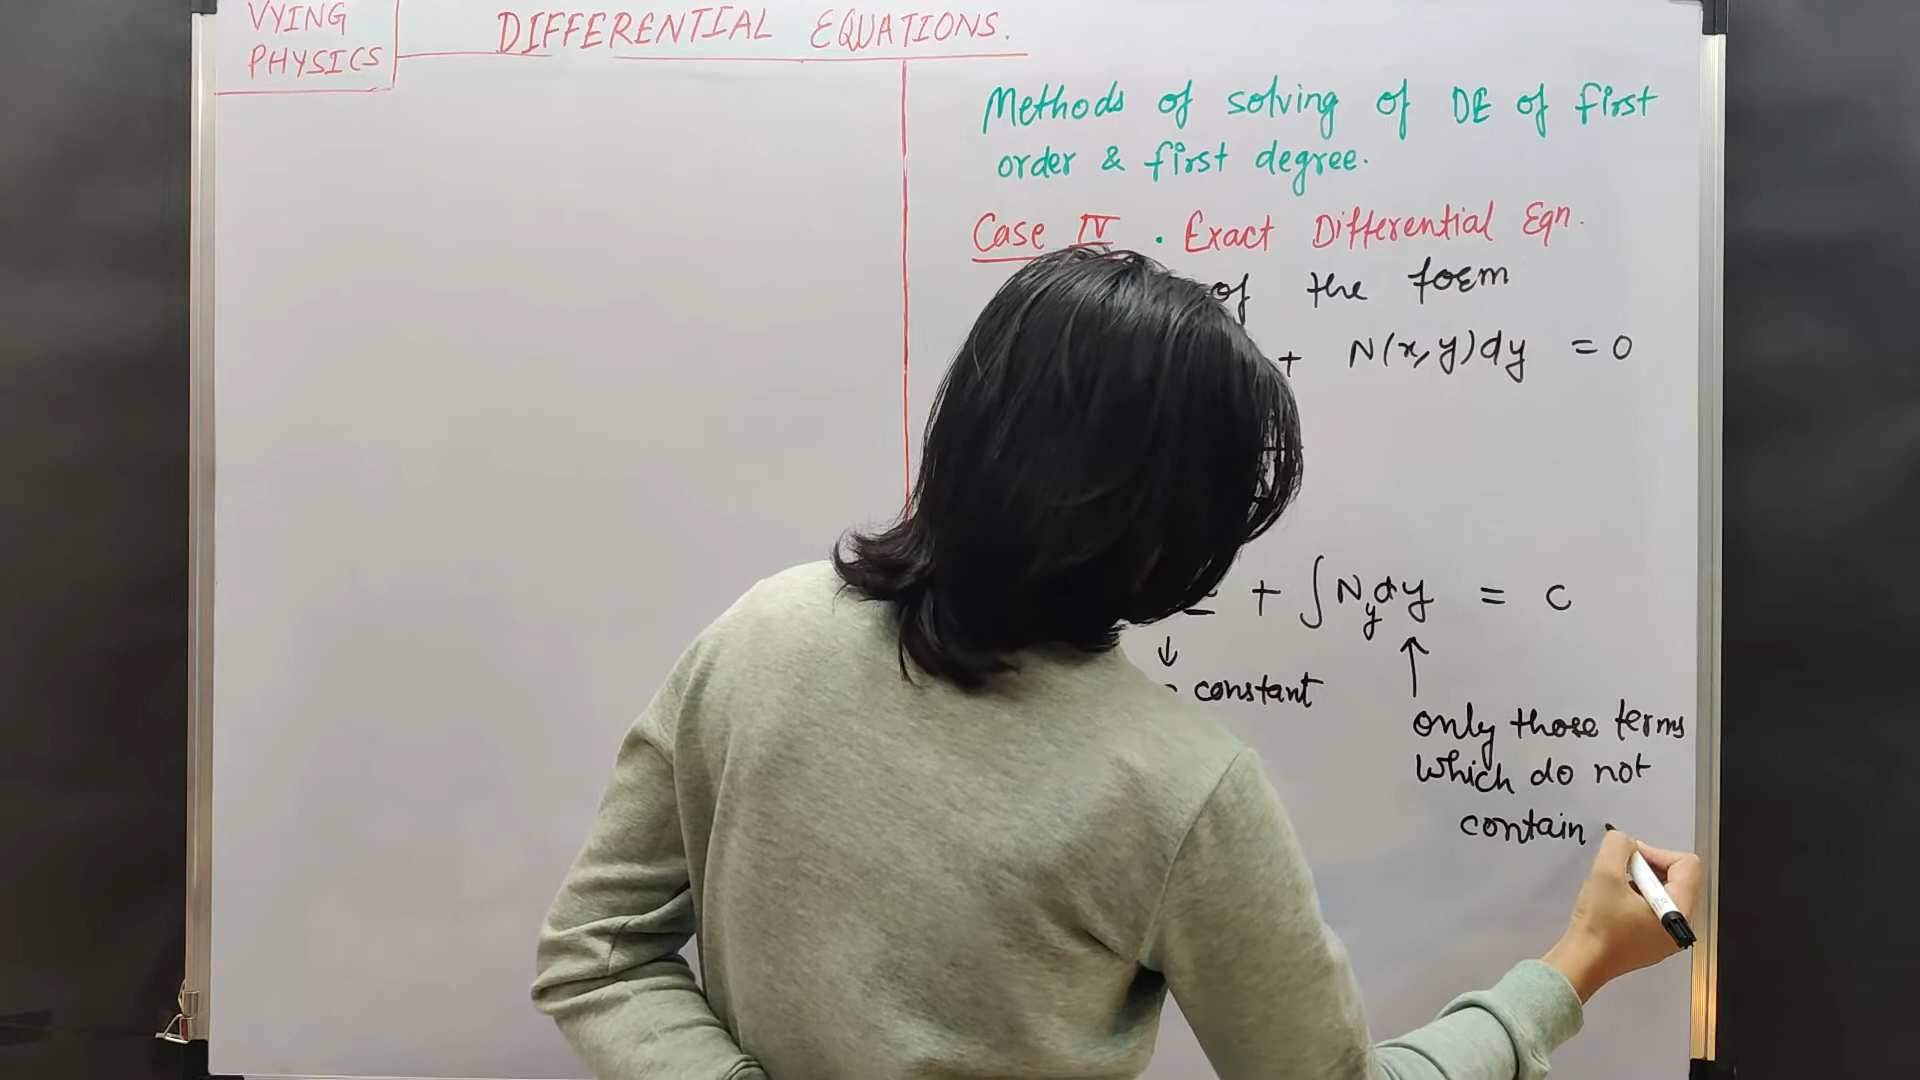 VYING
PHYSICS
DIFFERENTIAL EQUATIONS.
Methods of solving of DE of first
order & first degree.
Case IV . Exact Differential Eqn.
of the form
+ N(x,y)dy = 0
+ ∫N_y dy = c
↓ ↑
constant
only those terms
which do not
contain